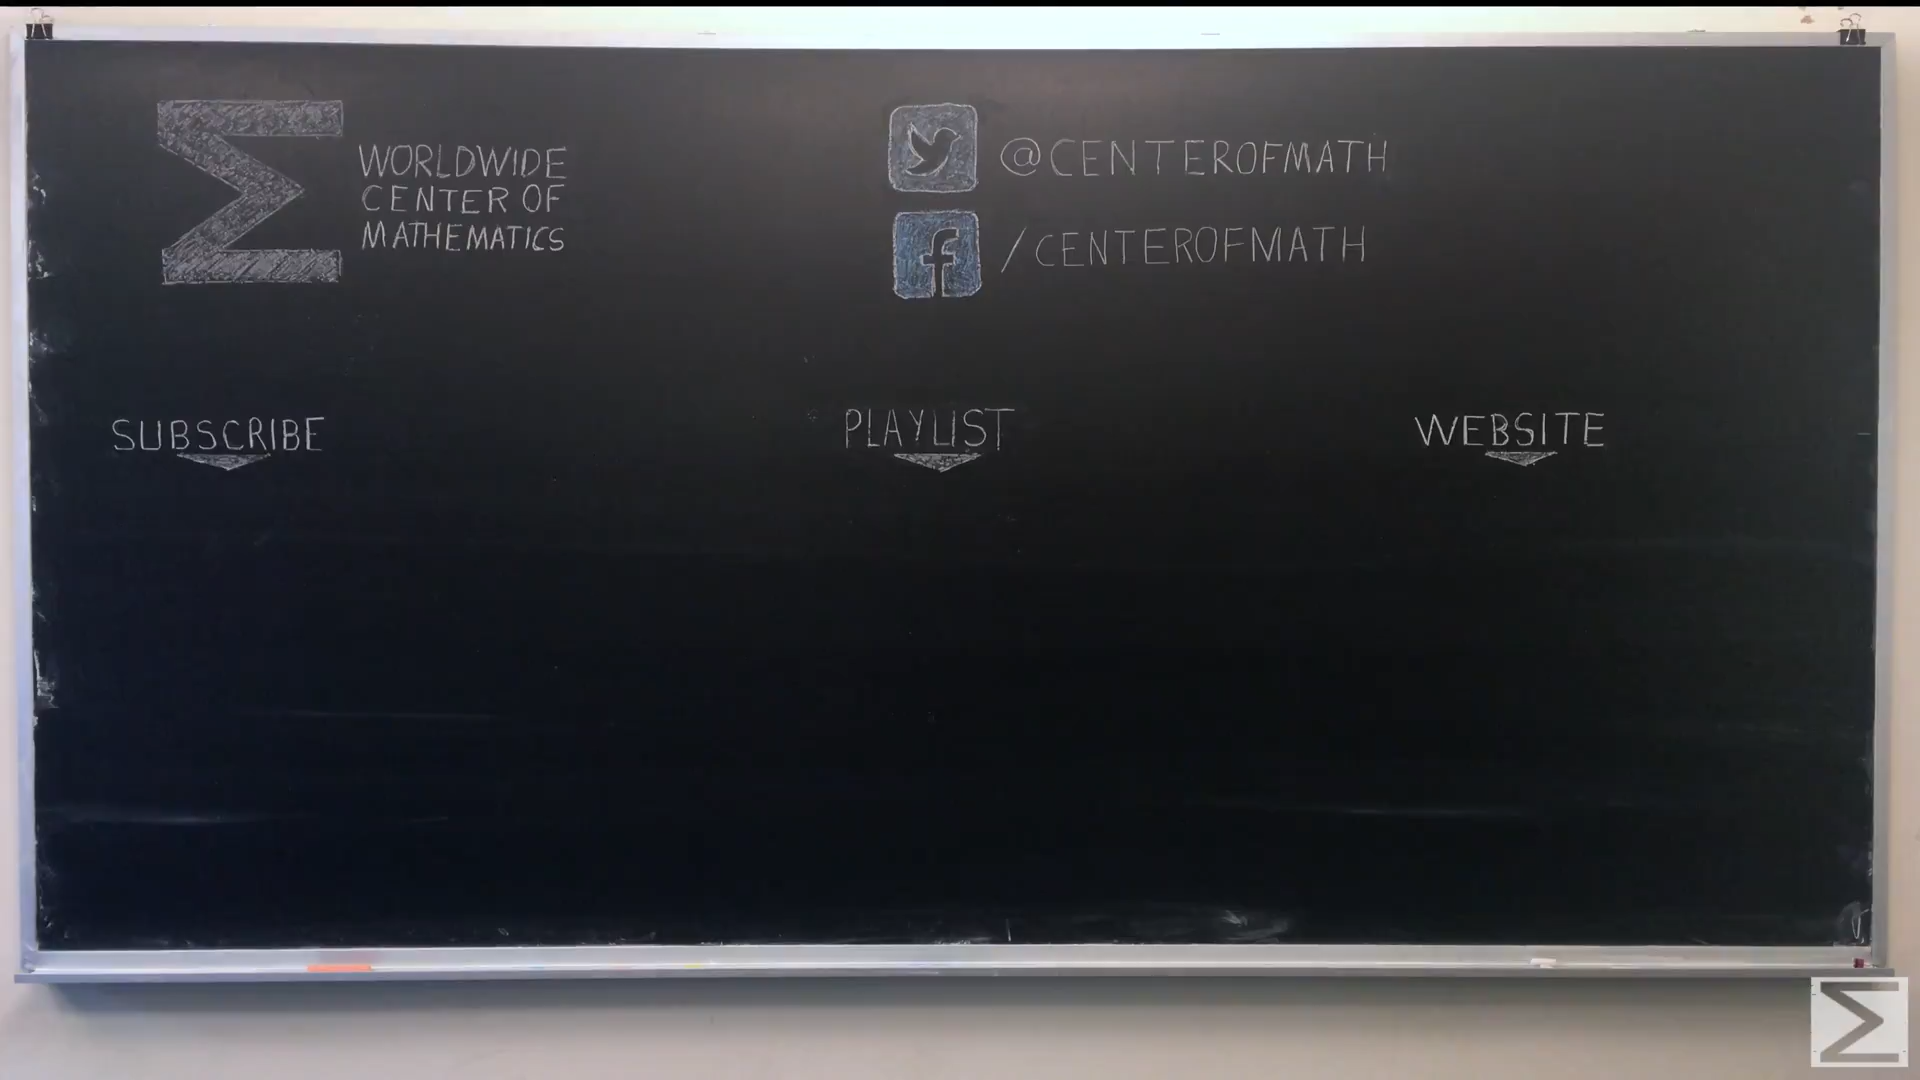 WORLDWIDE
CENTER OF
MATHEMATICS
@CENTEROFMATH
/CENTEROFMATH
SUBSCRIBE
PLAYLIST
WEBSITE